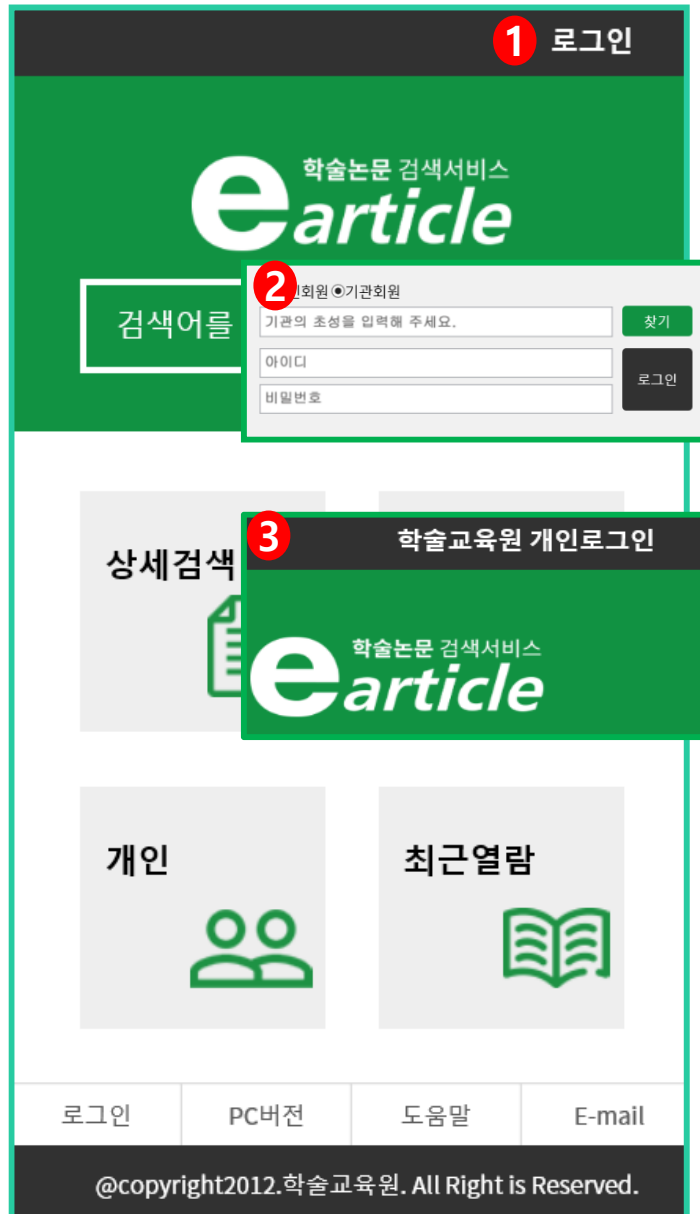 1 로그인
학술논문 검색서비스
earticle
2
인회원 ◉기관회원
검색어를
기관의 초성을 입력해 주세요.
찾기
아이디
로그인
비밀번호
상세검색
3 학술교육원 개인로그인
학술논문 검색서비스
earticle
개인
최근열람
로그인
PC버전
도움말
E-mail
@copyright2012.학술교육원. All Right is Reserved.